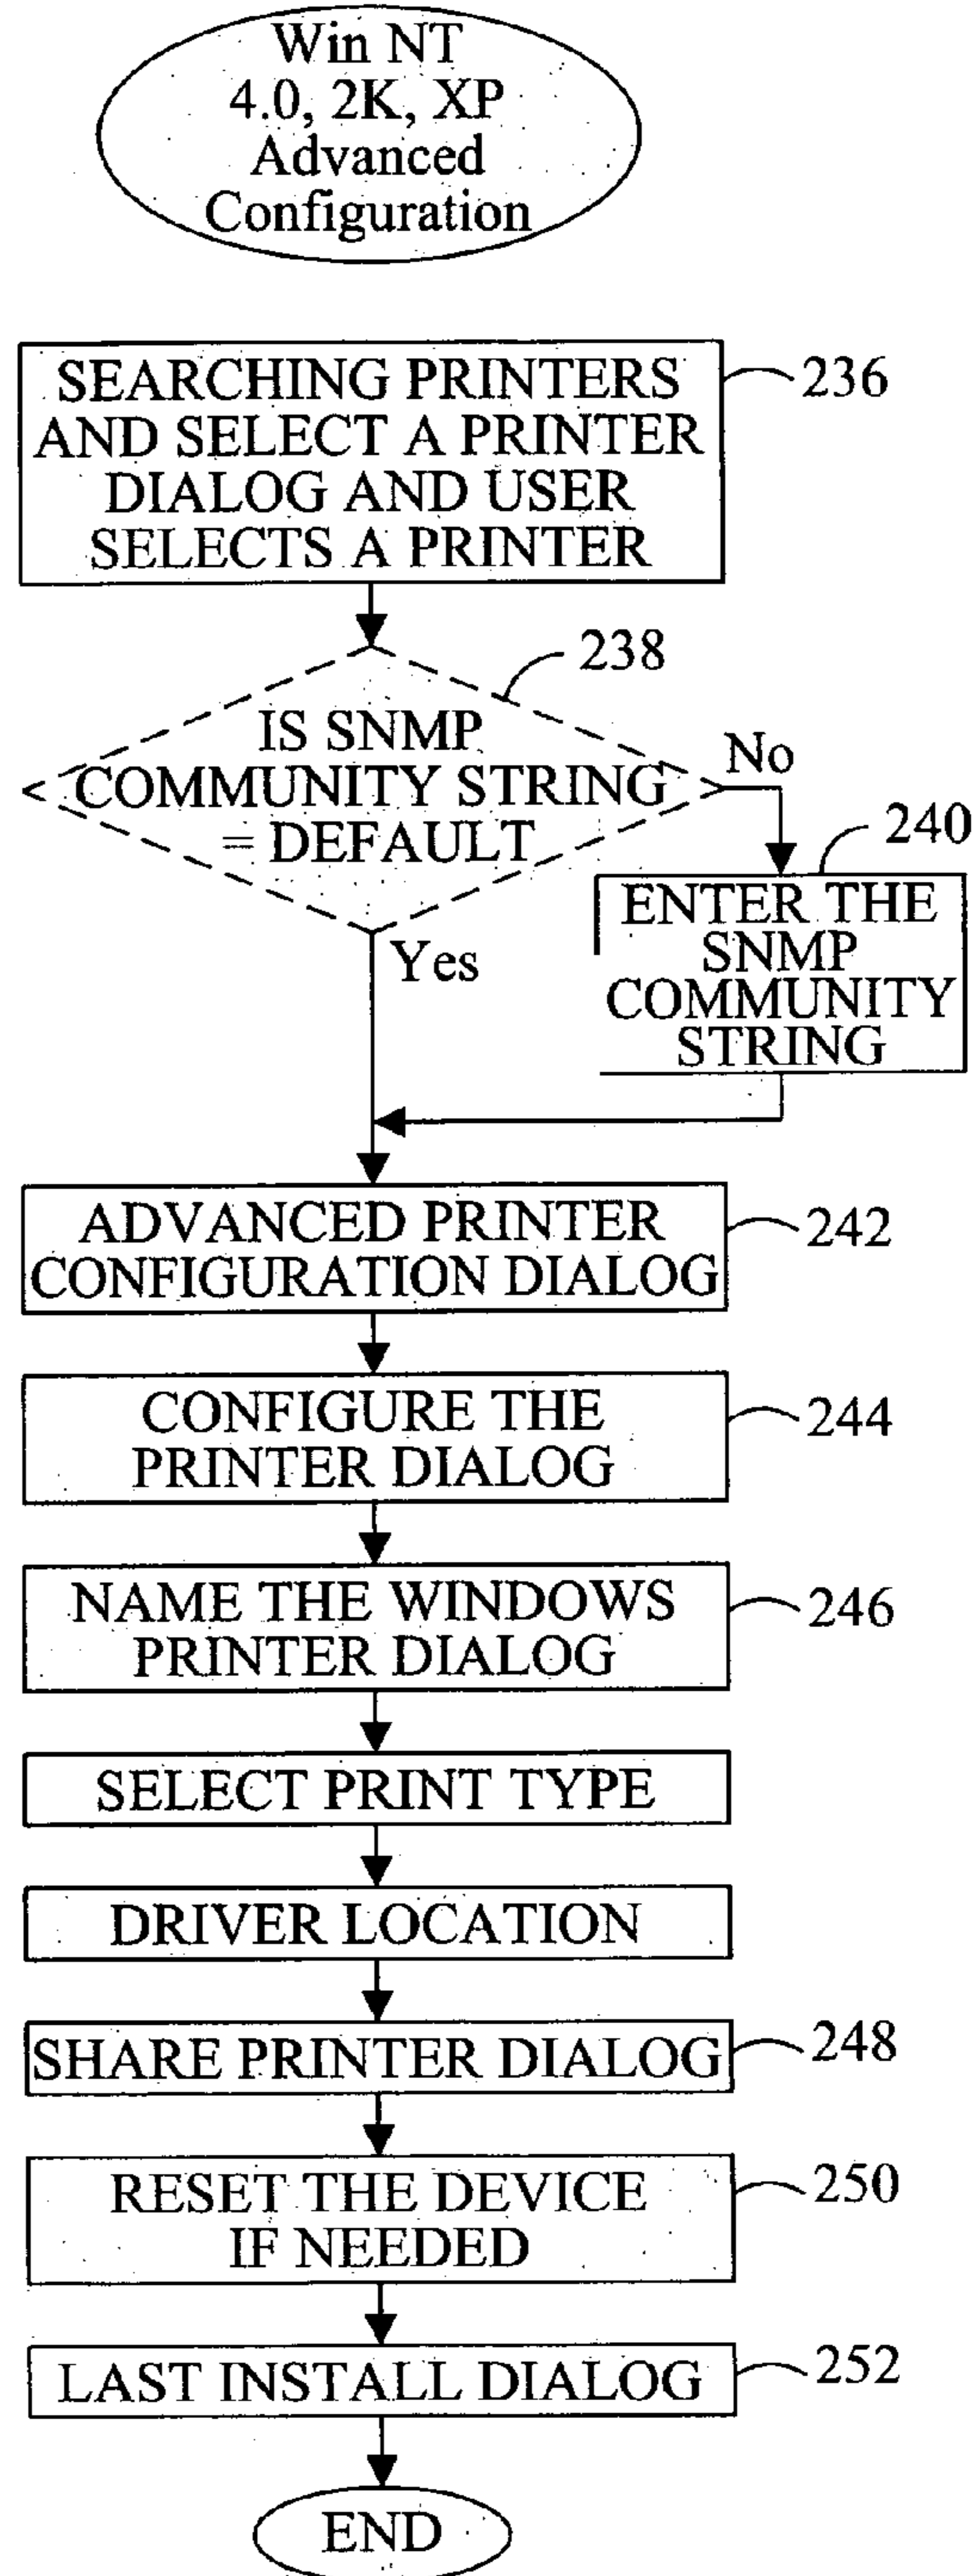 Win NT
4.0, 2K, XP
Advanced
Configuration
SEARCHING PRINTERS
AND SELECT A PRINTER
DIALOG AND USER
SELECTS A PRINTER
236
238
IS SNMP
COMMUNITY STRING
= DEFAULT
No
Yes
240
ENTER THE
SNMP
COMMUNITY
STRING
ADVANCED PRINTER
CONFIGURATION DIALOG
242
CONFIGURE THE
PRINTER DIALOG
244
NAME THE WINDOWS
PRINTER DIALOG
246
SELECT PRINT TYPE
DRIVER LOCATION
SHARE PRINTER DIALOG
248
RESET THE DEVICE
IF NEEDED
250
LAST INSTALL DIALOG
252
END